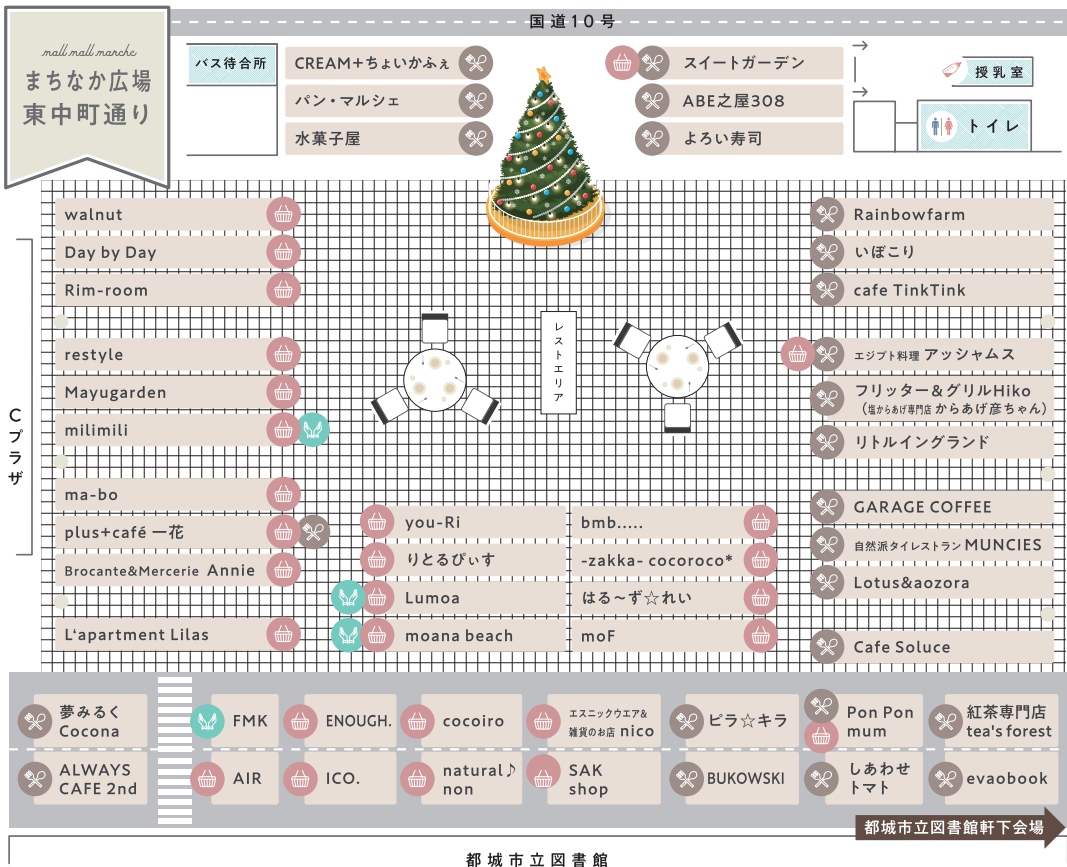 国道10号
mall mall marche
まちなか広場
東中町通り
バス待合所
CREAM+ちょいかふぇ
パン・マルシェ
水菓子屋
スイートガーデン
ABE之屋308
よろい寿司
授乳室
トイレ
walnut
Day by Day
Rim-room
restyle
Mayugarden
milimili
ma-bo
plus+café 一花
Brocante&Mercerie Annie
L‘apartment Lilas
Cプラザ
レストエリア
Rainbowfarm
いぼこり
cafe TinkTink
エジプト料理 アッシャムス
フリッター＆グリルHiko
（塩からあげ専門店 からあげ彦ちゃん）
リトルイングランド
GARAGE COFFEE
自然派タイレストラン MUNCIES
Lotus&aozora
Cafe Soluce
you-Ri
りとるぴぃす
Lumoa
moana beach
bmb.....
-zakka- cocoroco*
はる～ず☆れい
moF
夢みるく
Cocona
FMK
ENOUGH.
cocoiro
エスニックウエア&
雑貨のお店 nico
ピラ☆キラ
Pon Pon
mum
紅茶専門店
tea's forest
ALWAYS
CAFE 2nd
AIR
ICO.
natural♪
non
SAK
shop
BUKOWSKI
しあわせ
トマト
evaobook
都城市立図書館軒下会場
都城市立図書館